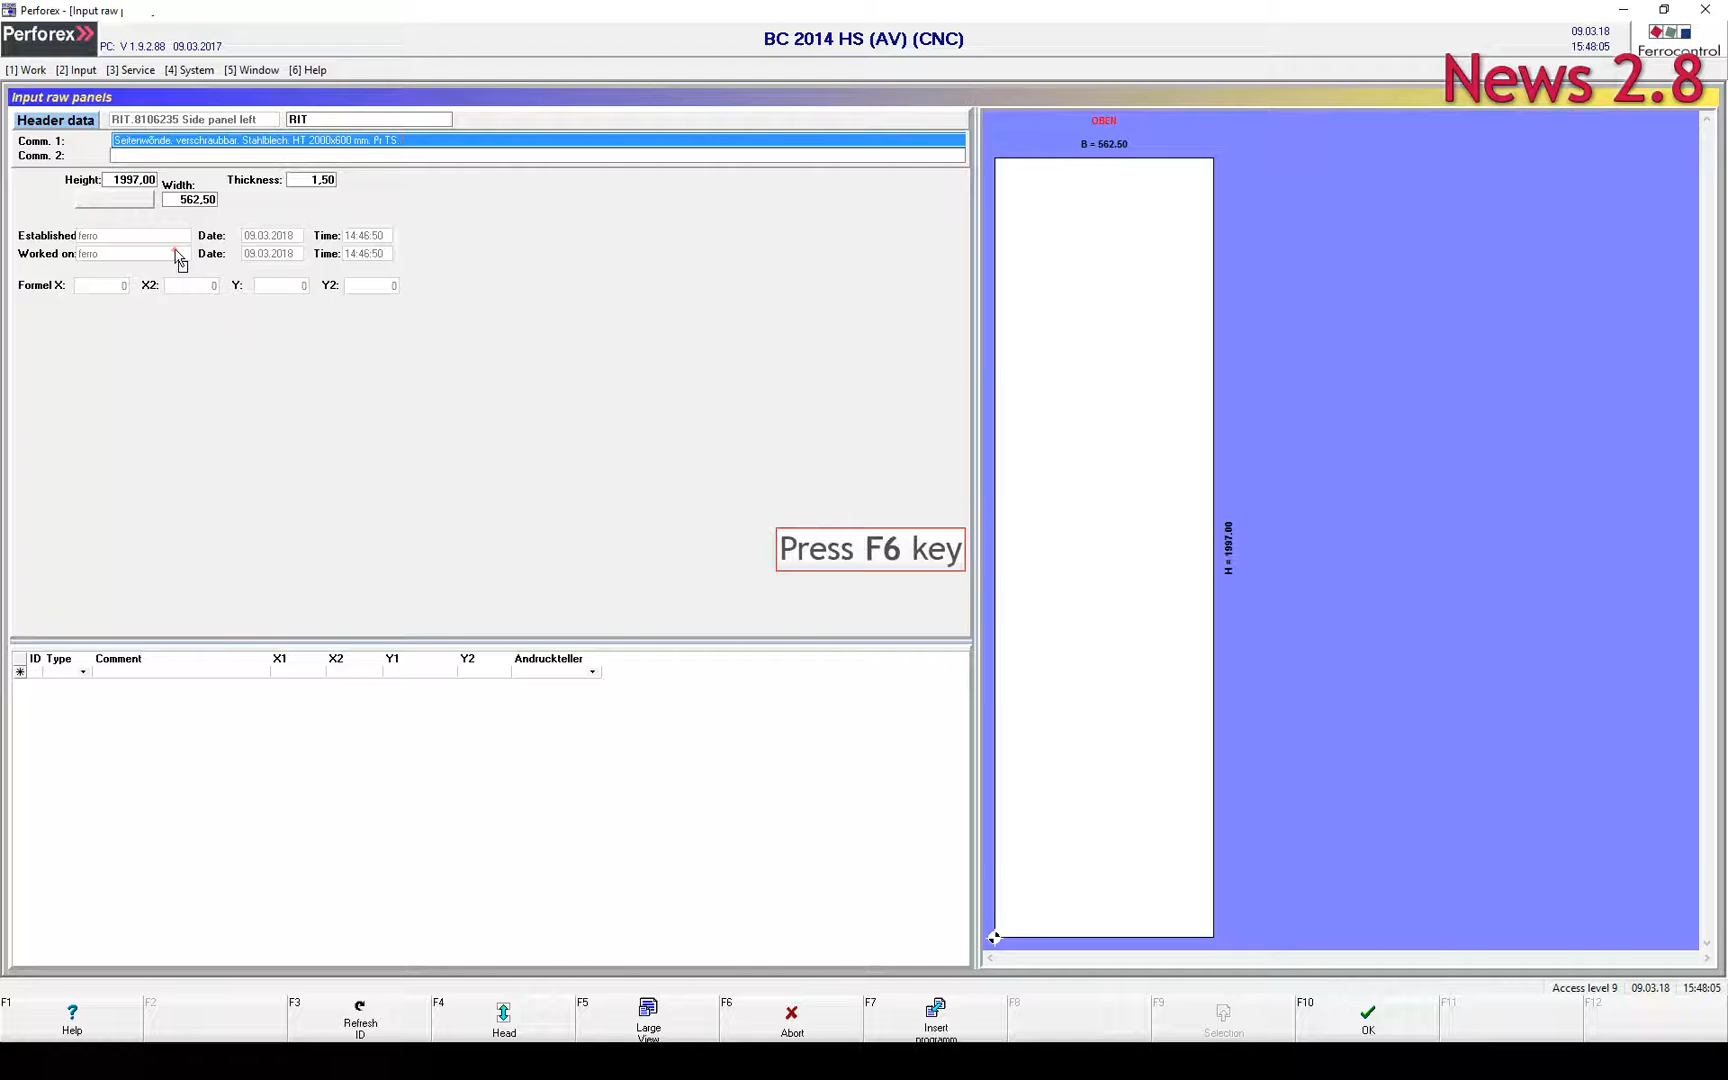 Perforex - [Input raw p
Perforex>>
PC: V 1.9.2.88 09.03.2017
BC 2014 HS (AV) (CNC)
09.03.18
15:48:05
Ferrocontrol
News 2.8
[1] Work [2] Input [3] Service [4] System [5] Window [6] Help
Input raw panels
Header data RIT.8106235 Side panel left RIT
Comm. 1: Seitenwõnde. verschraubbar. Stahlblech. HT 2000x600 mm. f³r TS:
Comm. 2:
Height: 1997,00 Width: 562,50 Thickness: 1,50
Established ferro Date: 09.03.2018 Time: 14:46:50
Worked on: ferro Date: 09.03.2018 Time: 14:46:50
Formel X: 0 X2: 0 Y: 0 Y2: 0
Press F6 key
OBEN
B = 562.50
H = 1997.00
ID Type Comment X1 X2 Y1 Y2 Andruckteller
Access level 9 09.03.18 15:48:05
F1 Help
F2
F3 Refresh ID
F4 Head
F5 Large View
F6 Abort
F7 Insert programm
F8
F9 Selection
F10 OK
F11
F12